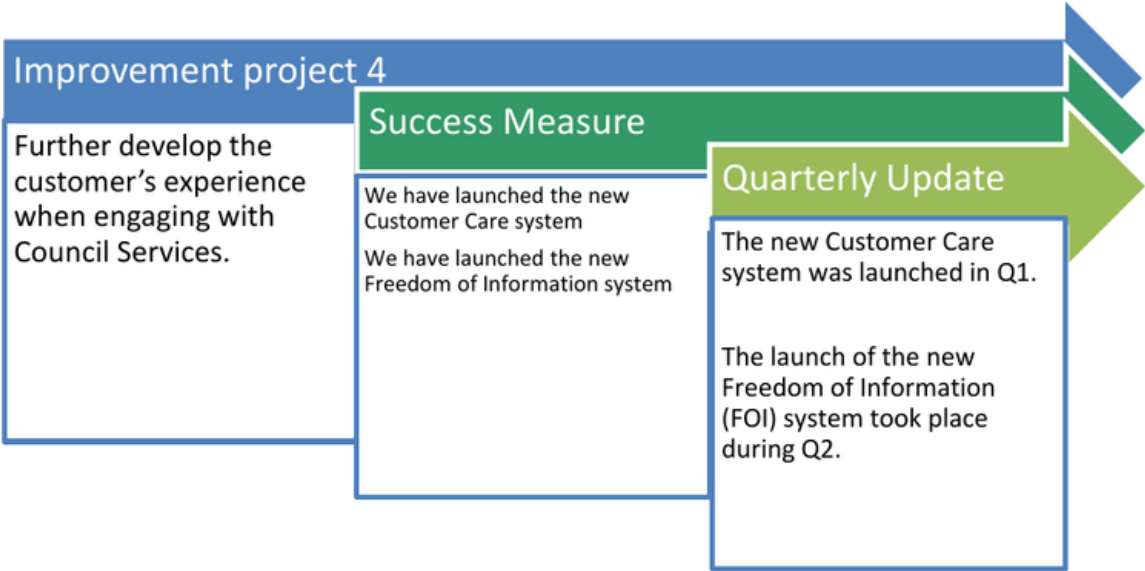 Improvement project 4
Further develop the
customer’s experience
when engaging with
Council Services.
Success Measure
We have launched the new
Customer Care system
We have launched the new
Freedom of Information system
Quarterly Update
The new Customer Care
system was launched in Q1.
The launch of the new
Freedom of Information
(FOI) system took place
during Q2.